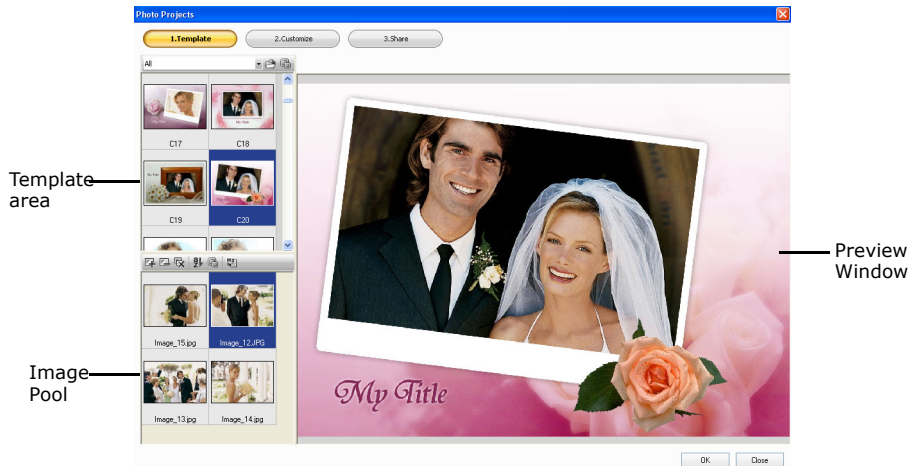 Photo Projects
1.Template
2.Customize
3.Share
All
C17
C18
C19
C20
Template
area
Image_15.jpg
Image_12.JPG
Image
Pool
Image_13.jpg
Image_14.jpg
My Title
Preview
Window
OK
Close